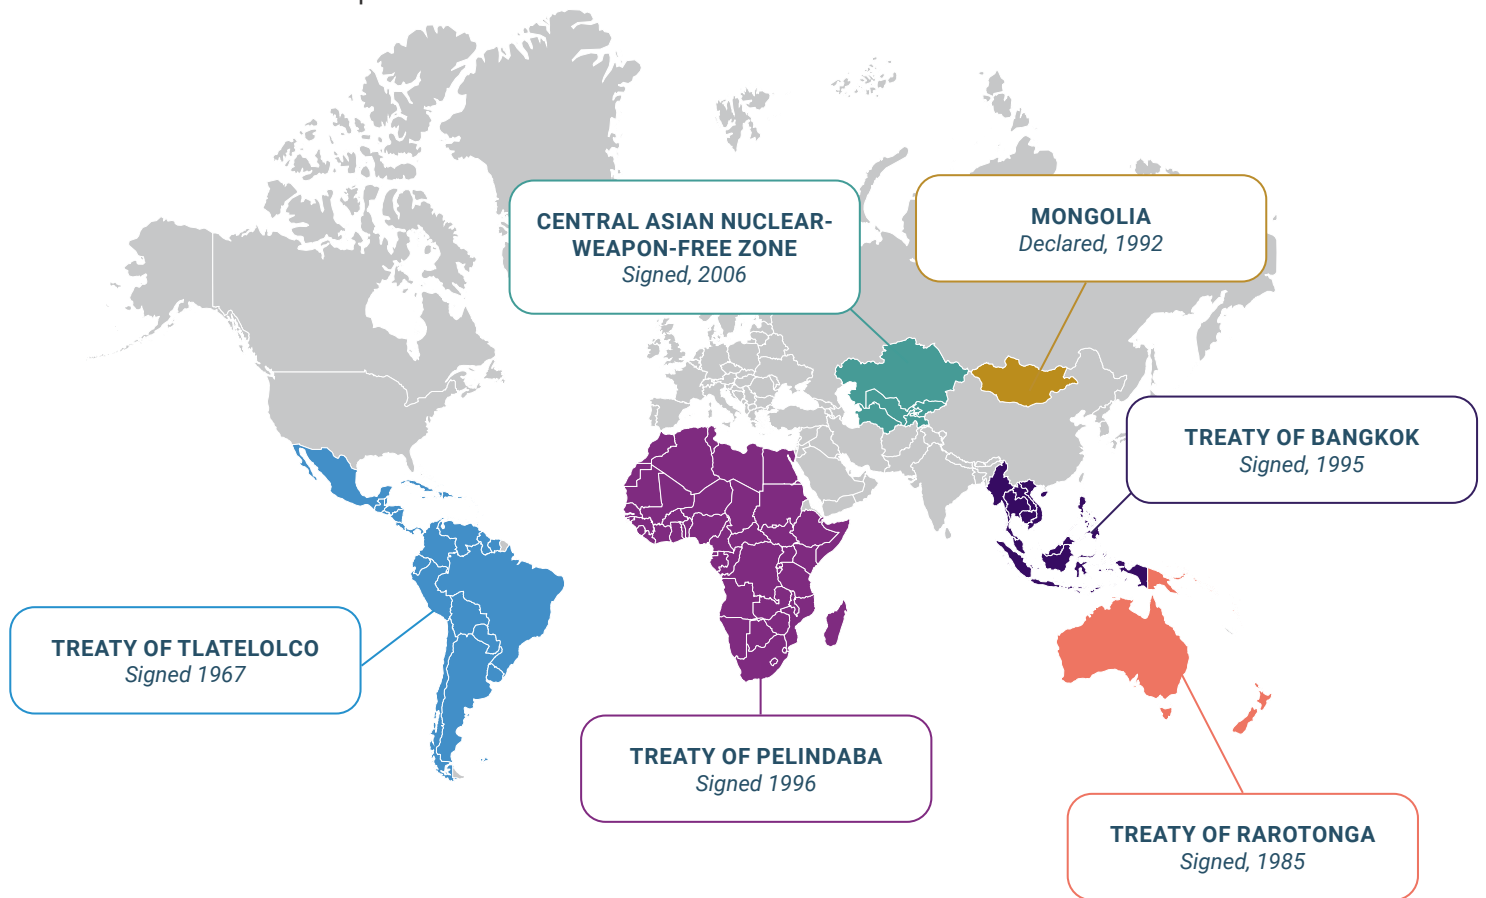 CENTRAL ASIAN NUCLEAR-
WEAPON-FREE ZONE
Signed, 2006
MONGOLIA
Declared, 1992
TREATY OF BANGKOK
Signed, 1995
TREATY OF TLATELOLCO
Signed 1967
TREATY OF PELINDABA
Signed 1996
TREATY OF RAROTONGA
Signed, 1985